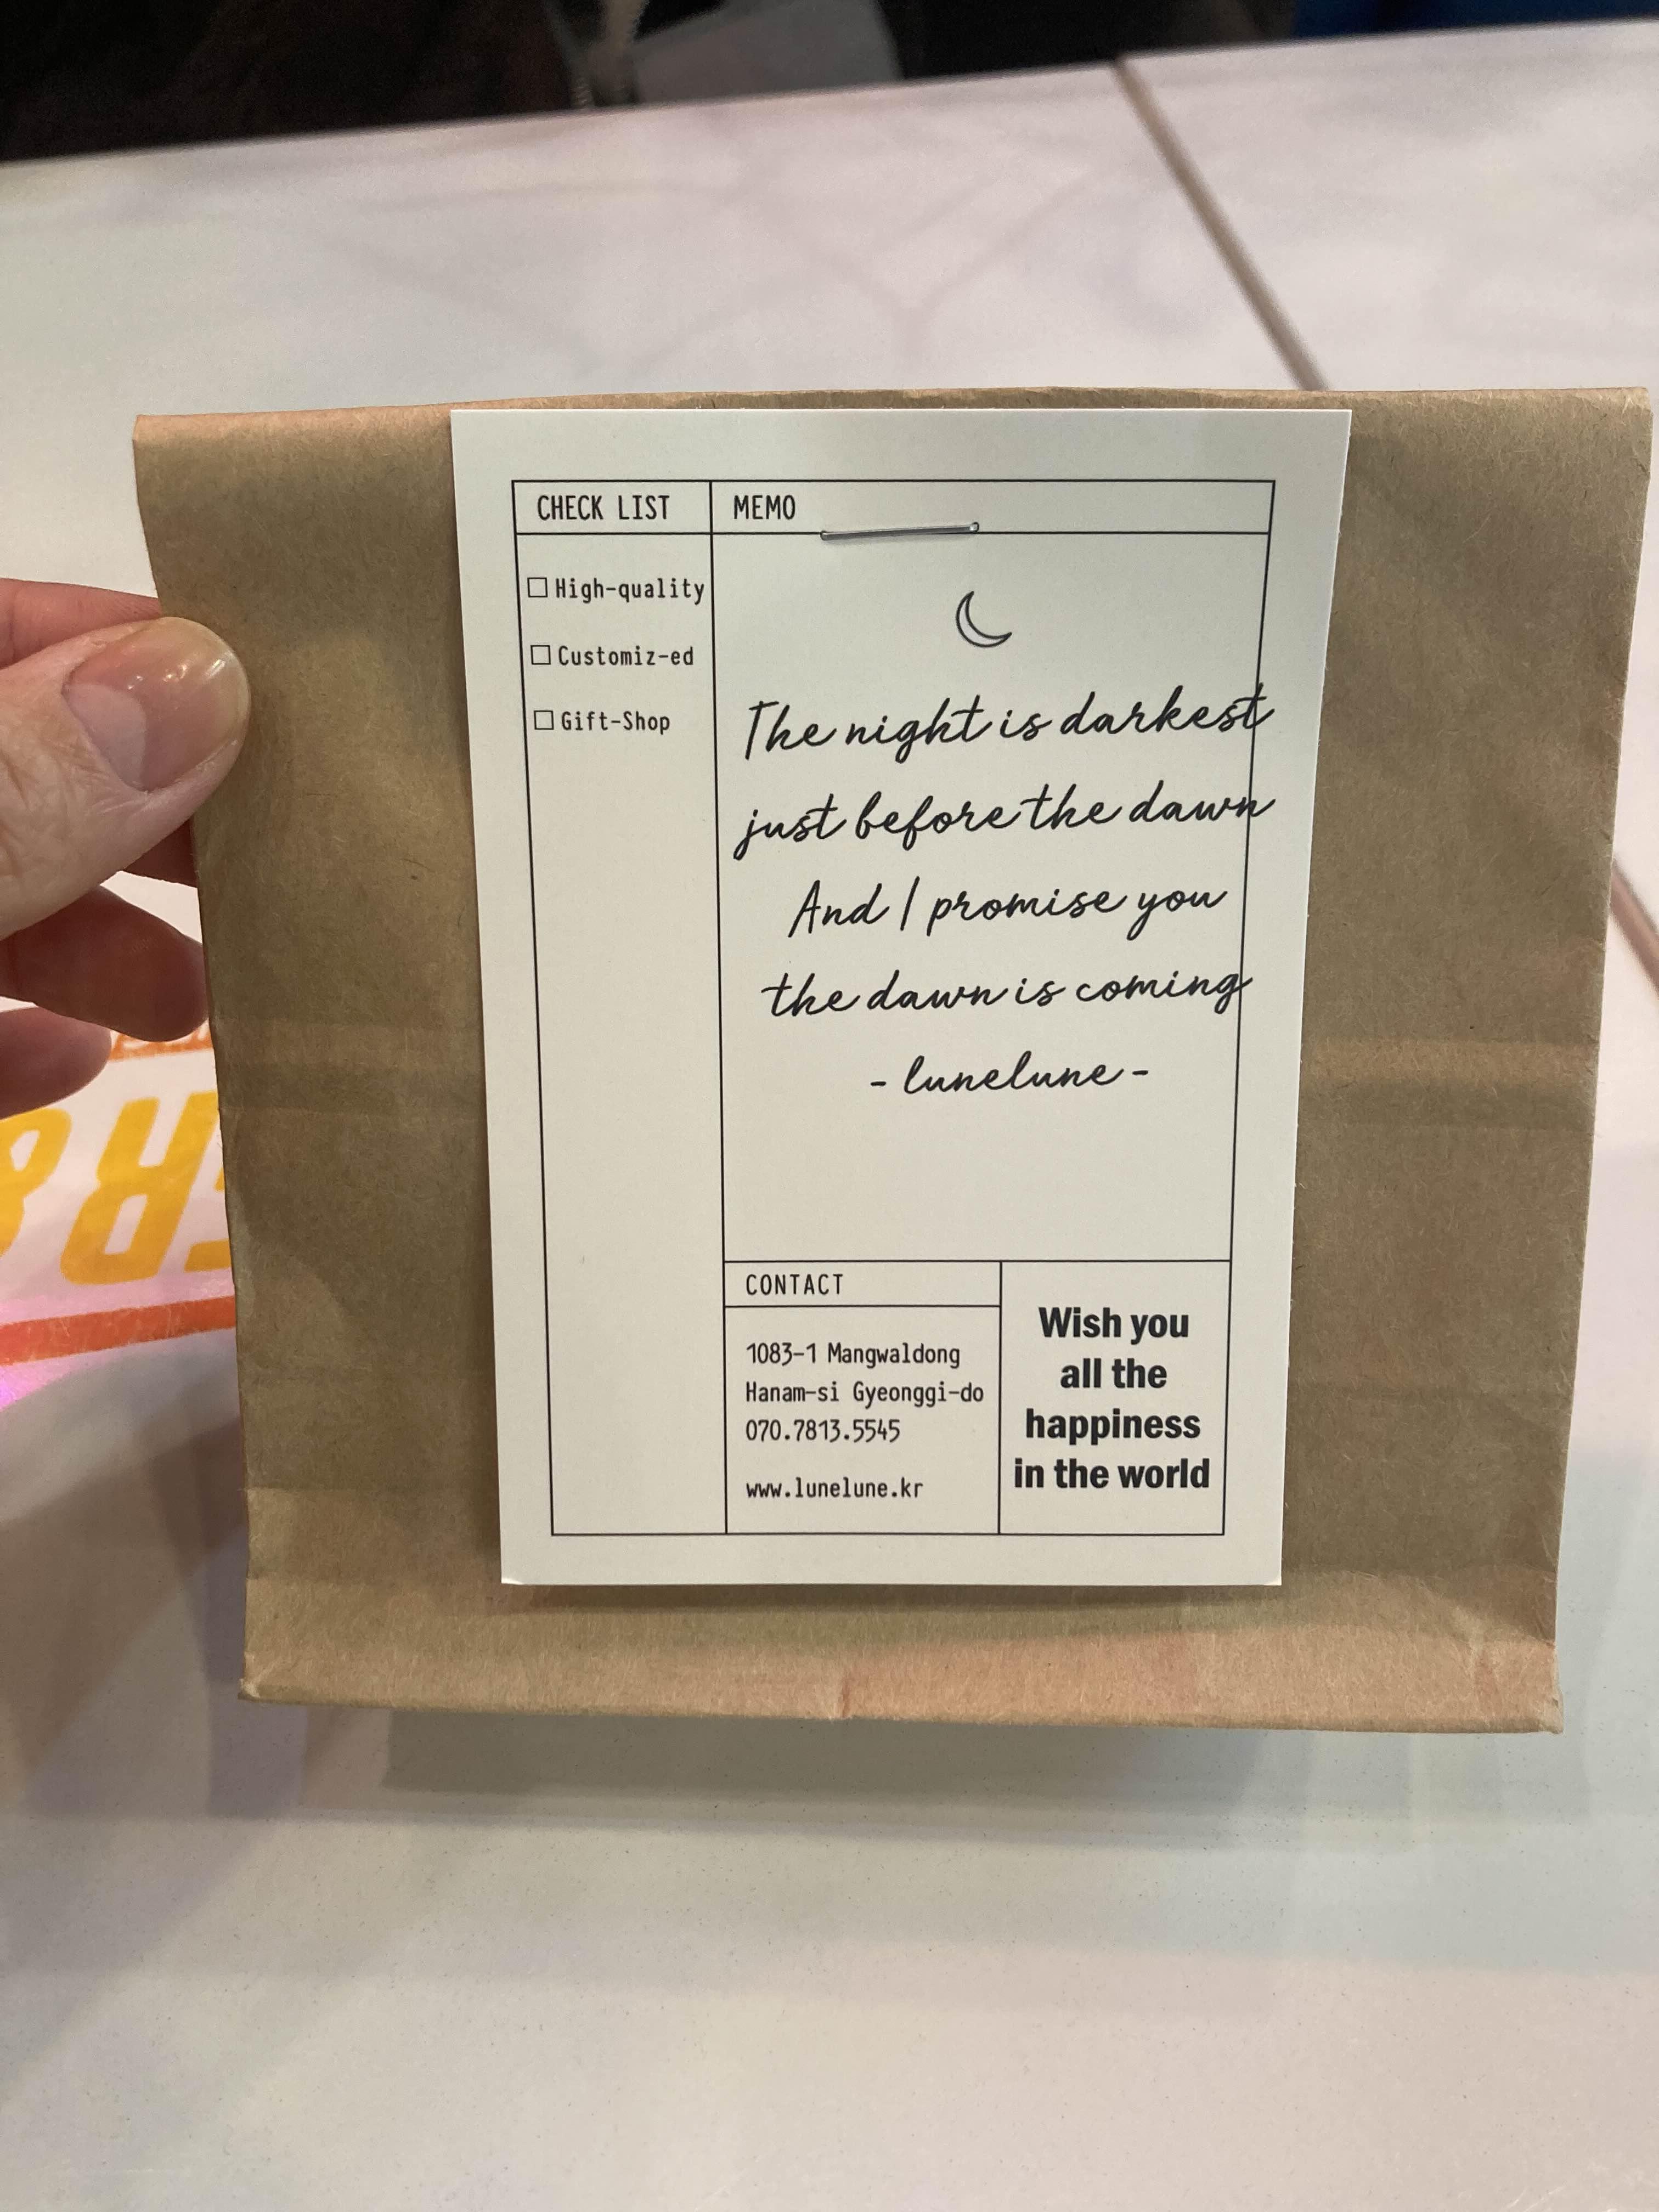 CHECK LIST
MEMO
High-quality
Customiz-ed
Gift-Shop
The night is darkest
just before the dawn
And I promise you
the dawn is coming
- lunelune -
CONTACT
1083-1 Mangwaldong
Hanam-si Gyeonggi-do
070.7813.5545
www.lunelune.kr
Wish you
all the
happiness
in the world